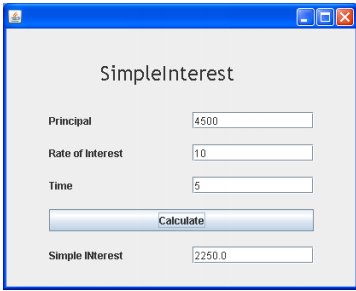 SimpleInterest
Principal 4500
Rate of Interest 10
Time 5
Calculate
Simple INterest 2250.0